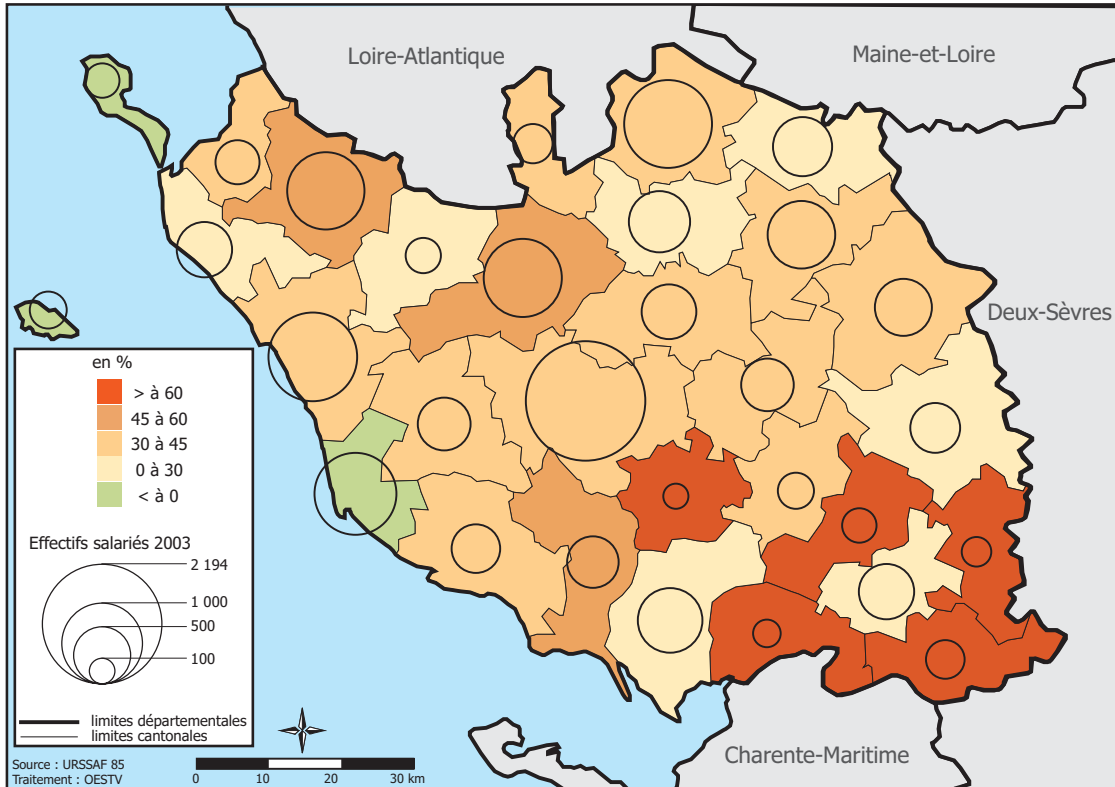 Loire-Atlantique
Maine-et-Loire
Deux-Sèvres
en %
> à 60
45 à 60
30 à 45
0 à 30
< à 0
Effectifs salariés 2003
2 194
1 000
500
100
limites départementales
limites cantonales
Source : URSSAF 85
Traitement : OESTV
0 10 20 30 km
Charente-Maritime